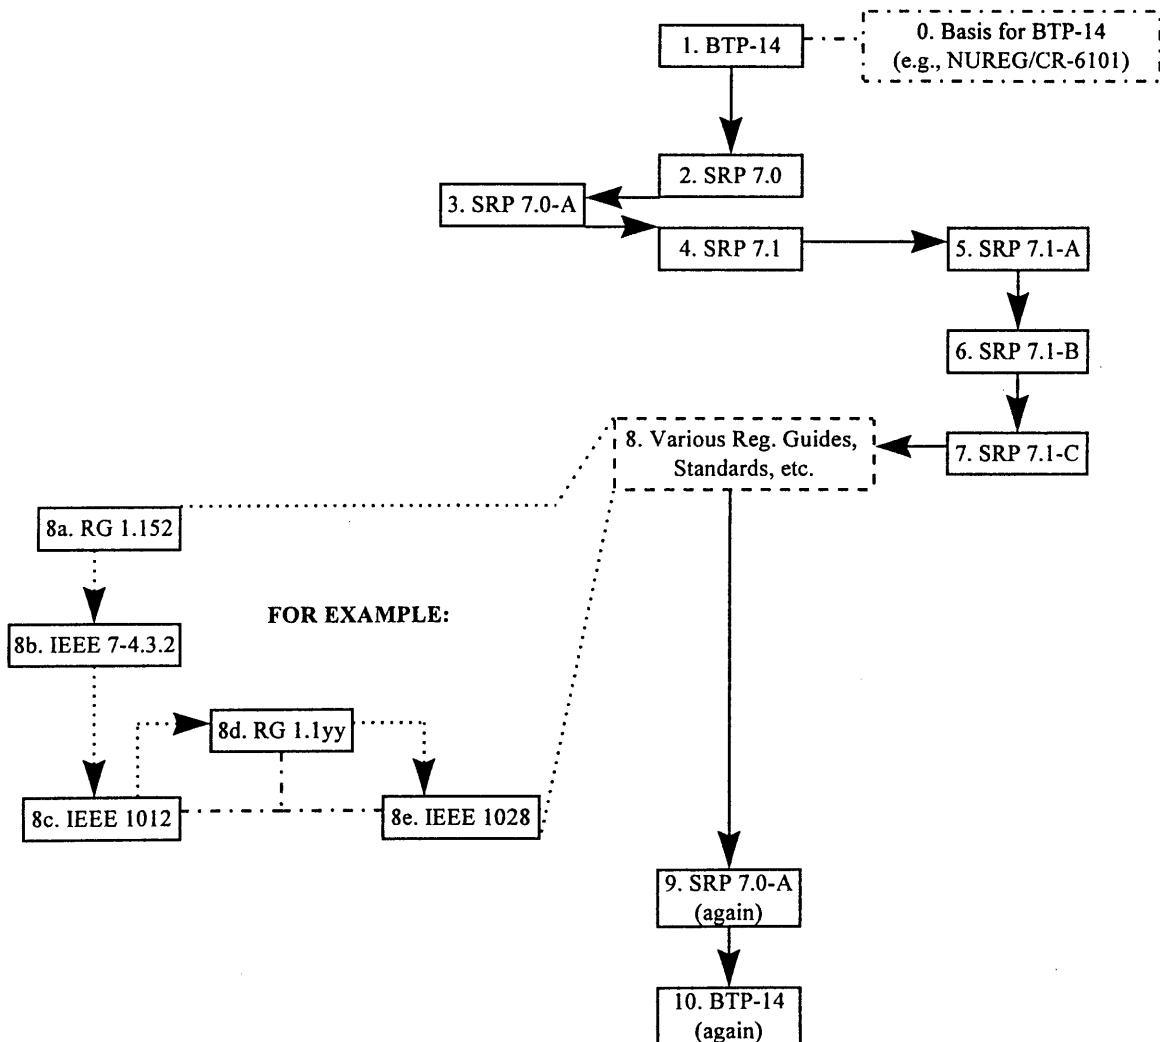 1. BTP-14
0. Basis for BTP-14
(e.g., NUREG/CR-6101)
2. SRP 7.0
3. SRP 7.0-A
4. SRP 7.1
5. SRP 7.1-A
6. SRP 7.1-B
7. SRP 7.1-C
8. Various Reg. Guides,
Standards, etc.
8a. RG 1.152
FOR EXAMPLE:
8b. IEEE 7-4.3.2
8d. RG 1.1yy
8c. IEEE 1012
8e. IEEE 1028
9. SRP 7.0-A
(again)
10. BTP-14
(again)